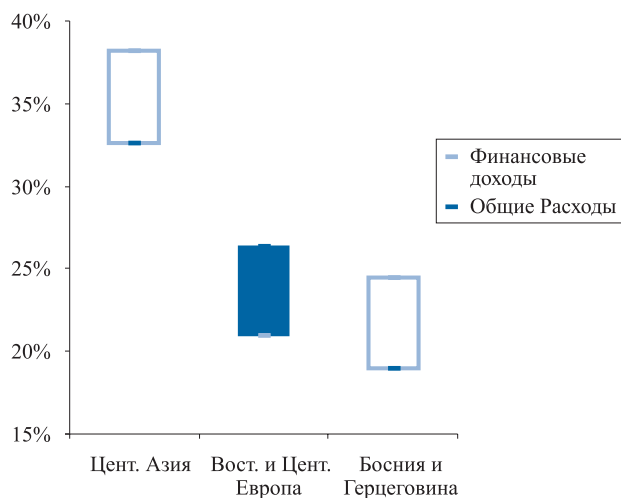 40%
35%
30%
25%
20%
15%
Финансовые
доходы
Общие Расходы
Цент. Азия
Вост. и Цент.
Европа
Босния и
Герцеговина